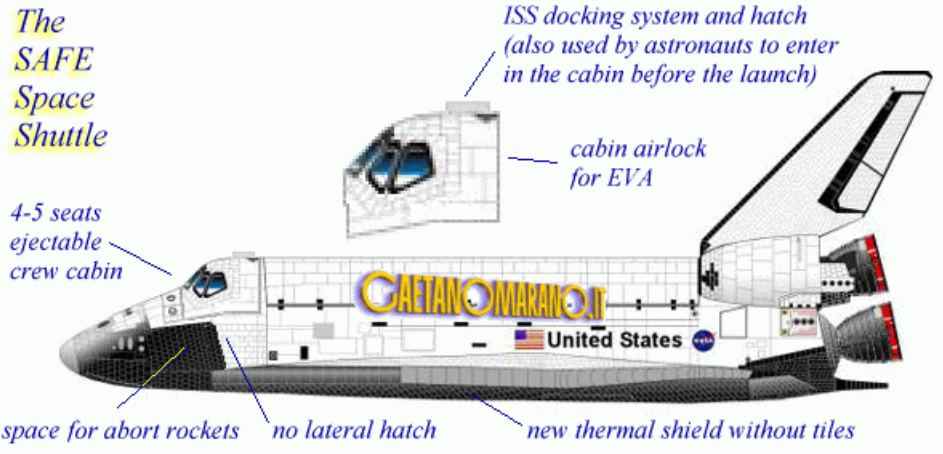 The
SAFE
Space
Shuttle
ISS docking system and hatch
(also used by astronauts to enter
in the cabin before the launch)
cabin airlock
for EVA
4-5 seats
ejectable
crew cabin
CAETANOMARANO.IT
United States
NASA
space for abort rockets
no lateral hatch
new thermal shield without tiles